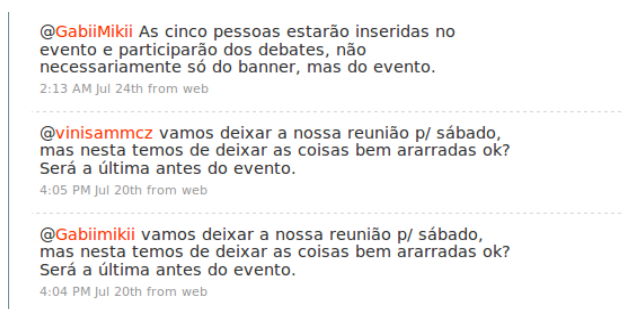 @GabiiMikii As cinco pessoas estarão inseridas no
evento e participarão dos debates, não
necessariamente só do banner, mas do evento.
2:13 AM Jul 24th from web
@vinisammcz vamos deixar a nossa reunião p/ sábado,
mas nesta temos de deixar as coisas bem ararradas ok?
Será a última antes do evento.
4:05 PM Jul 20th from web
@Gabiimikii vamos deixar a nossa reunião p/ sábado,
mas nesta temos de deixar as coisas bem ararradas ok?
Será a última antes do evento.
4:04 PM Jul 20th from web